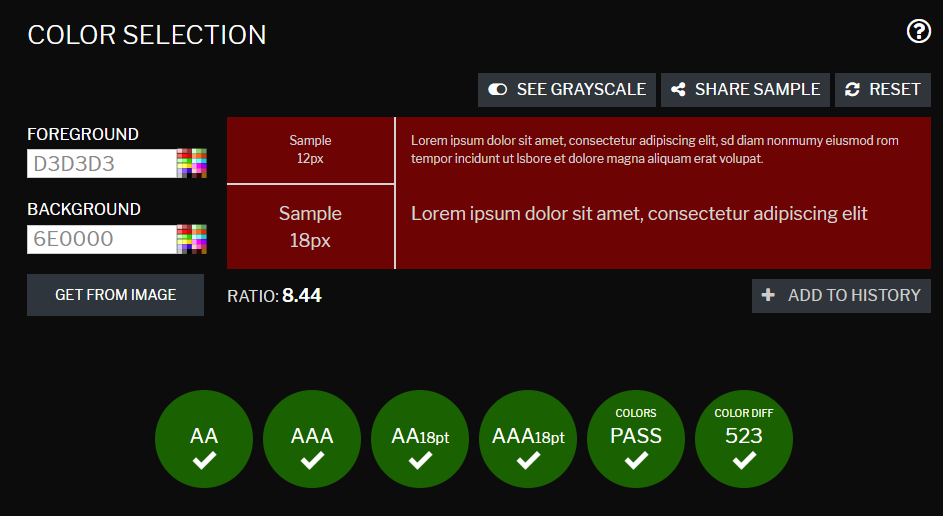 COLOR SELECTION
SEE GRAYSCALE
SHARE SAMPLE
RESET
FOREGROUND
D3D3D3
BACKGROUND
6E0000
GET FROM IMAGE
Sample
12px
Lorem ipsum dolor sit amet, consectetur adipiscing elit, sd diam nonmumy eiusmod rom
tempor incidunt ut lsbore et dolore magna aliquam erat volupat.
Sample
18px
Lorem ipsum dolor sit amet, consectetur adipiscing elit
RATIO: 8.44
ADD TO HISTORY
AA
AAA
AA18pt
AAA18pt
COLORS
PASS
COLOR DIFF
523